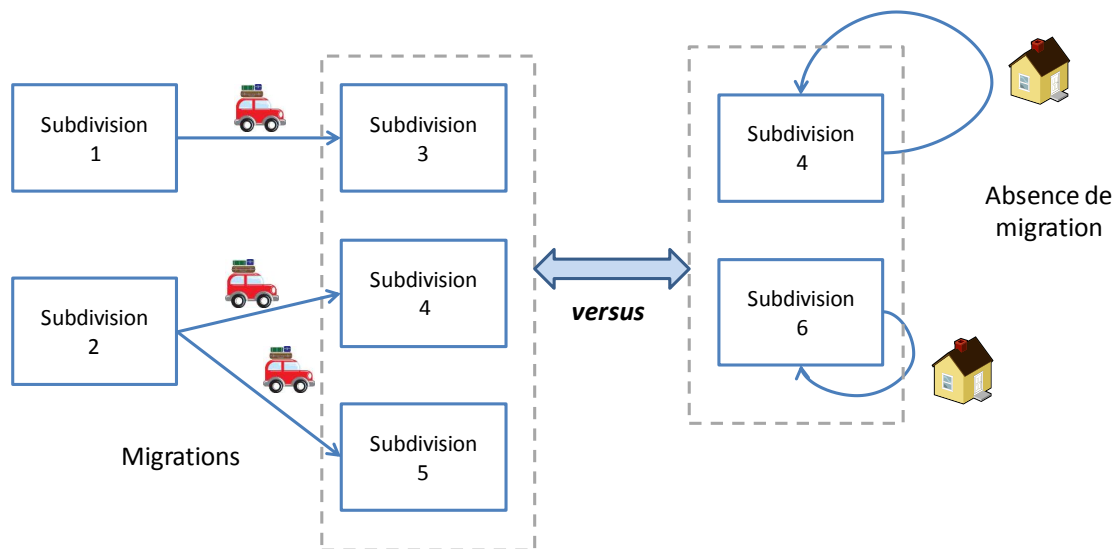 Subdivision
1
Subdivision
3
Subdivision
2
Subdivision
4
Subdivision
5
Migrations
versus
Subdivision
4
Subdivision
6
Absence de
migration